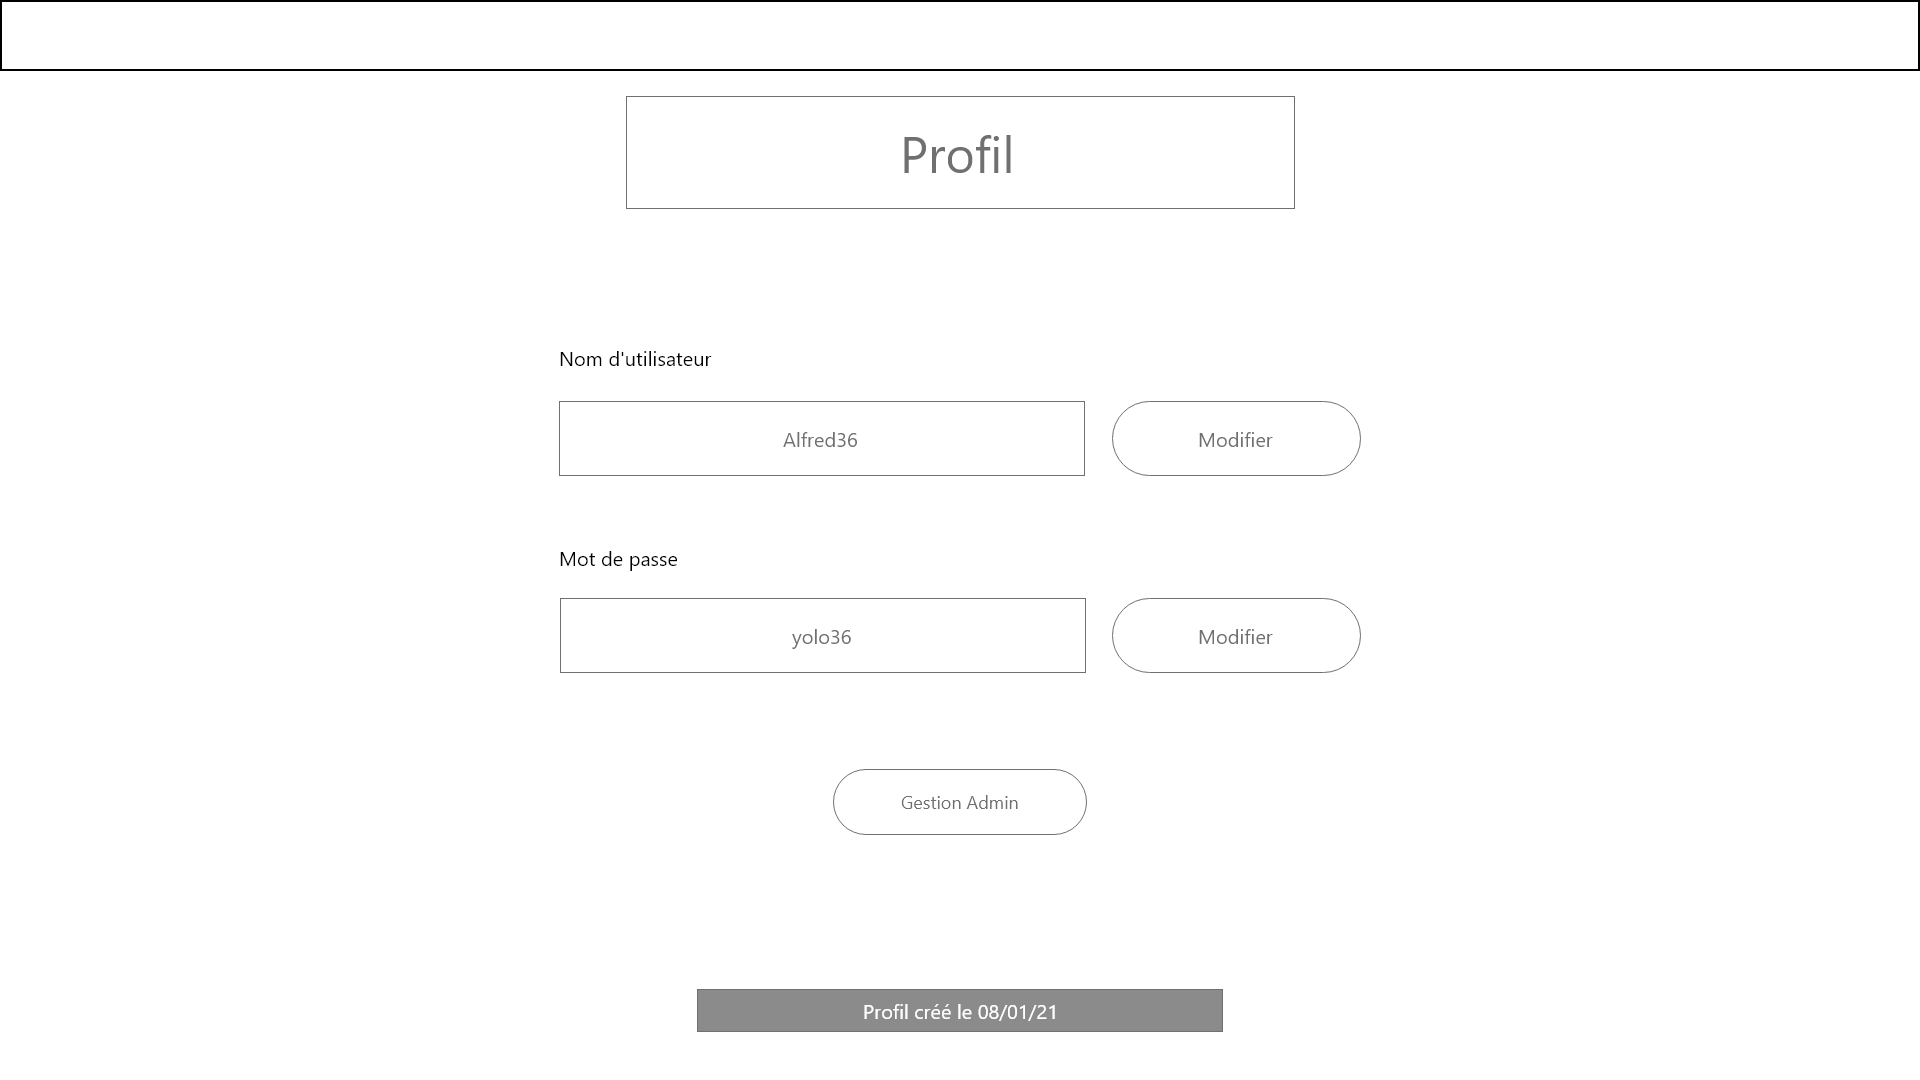 Profil
Nom d'utilisateur
Alfred36
Modifier
Mot de passe
yolo36
Modifier
Gestion Admin
Profil créé le 08/01/21